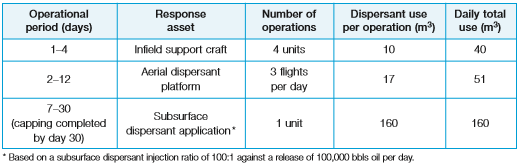 Operational period (days) Response asset Number of operations Dispersant use per operation (m³) Daily total use (m³)
1–4 Infield support craft 4 units 10 40
2–12 Aerial dispersant platform 3 flights per day 17 51
7–30 (capping completed by day 30) Subsurface dispersant application* 1 unit 160 160
* Based on a subsurface dispersant injection ratio of 100:1 against a release of 100,000 bbls oil per day.